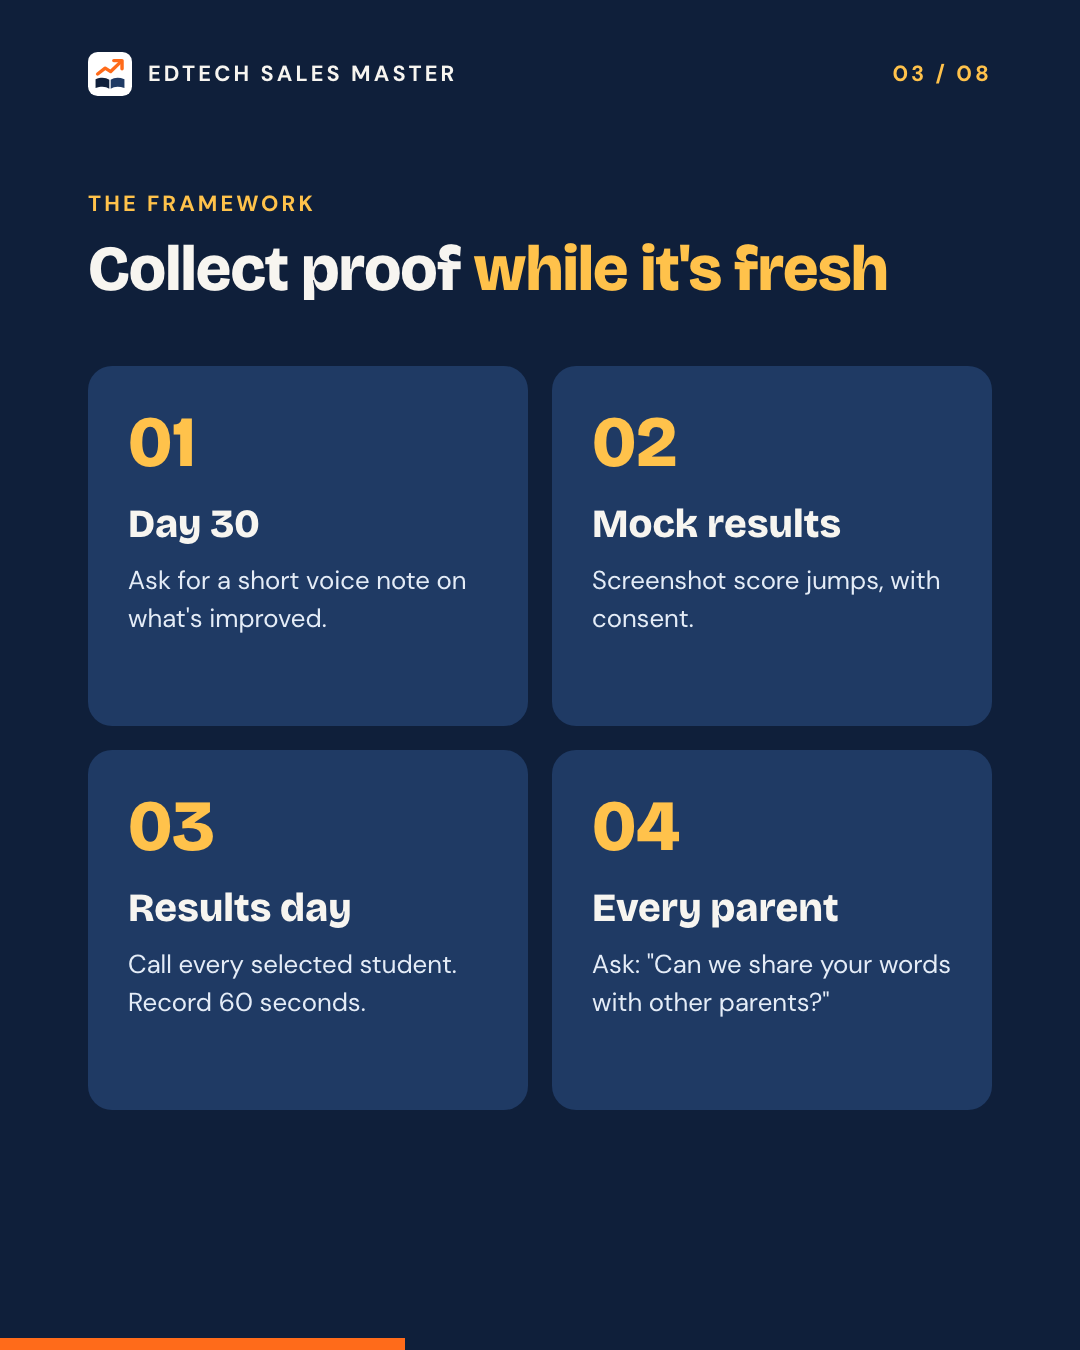 EDTECH SALES MASTER
03 / 08
THE FRAMEWORK
Collect proof while it's fresh
01
Day 30
Ask for a short voice note on
what's improved.
02
Mock results
Screenshot score jumps, with
consent.
03
Results day
Call every selected student.
Record 60 seconds.
04
Every parent
Ask: "Can we share your words
with other parents?"